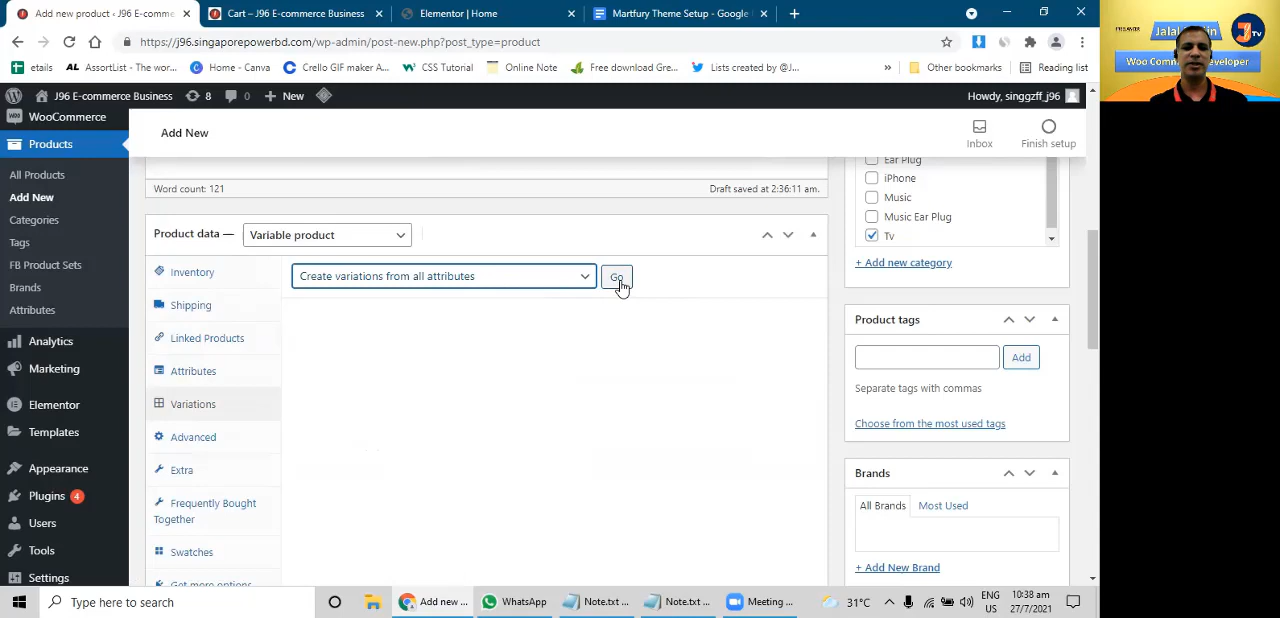 Add new product ‹ J96 E-comm
Cart – J96 E-commerce Business
Elementor | Home
Martfury Theme Setup - Google
https://j96.singaporepowerbd.com/wp-admin/post-new.php?post_type=product
etails
AssortList - The wor...
Home - Canva
Crello GIF maker A...
CSS Tutorial
Online Note
Free download Gre...
Lists created by @J...
»
Other bookmarks
Reading list
J96 E-commerce Business
8
0
New
Howdy, singgzff_j96
WooCommerce
Products
All Products
Add New
Categories
Tags
FB Product Sets
Brands
Attributes
Analytics
Marketing
Elementor
Templates
Appearance
Plugins 4
Users
Tools
Settings
Add New
Inbox
Finish setup
Word count: 121
Draft saved at 2:36:11 am.
Product data —
Variable product
Inventory
Shipping
Linked Products
Attributes
Variations
Advanced
Extra
Frequently Bought
Together
Swatches
Get more options
Create variations from all attributes
Go
Ear Plug
iPhone
Music
Music Ear Plug
Tv
+ Add new category
Product tags
Add
Separate tags with commas
Choose from the most used tags
Brands
All Brands
Most Used
+ Add New Brand
FREELANCER
Woo Commerce Developer
Type here to search
Add new ...
WhatsApp
Note.txt ...
Note.txt ...
Meeting ...
31°C
ENG
US
10:38 am
27/7/2021